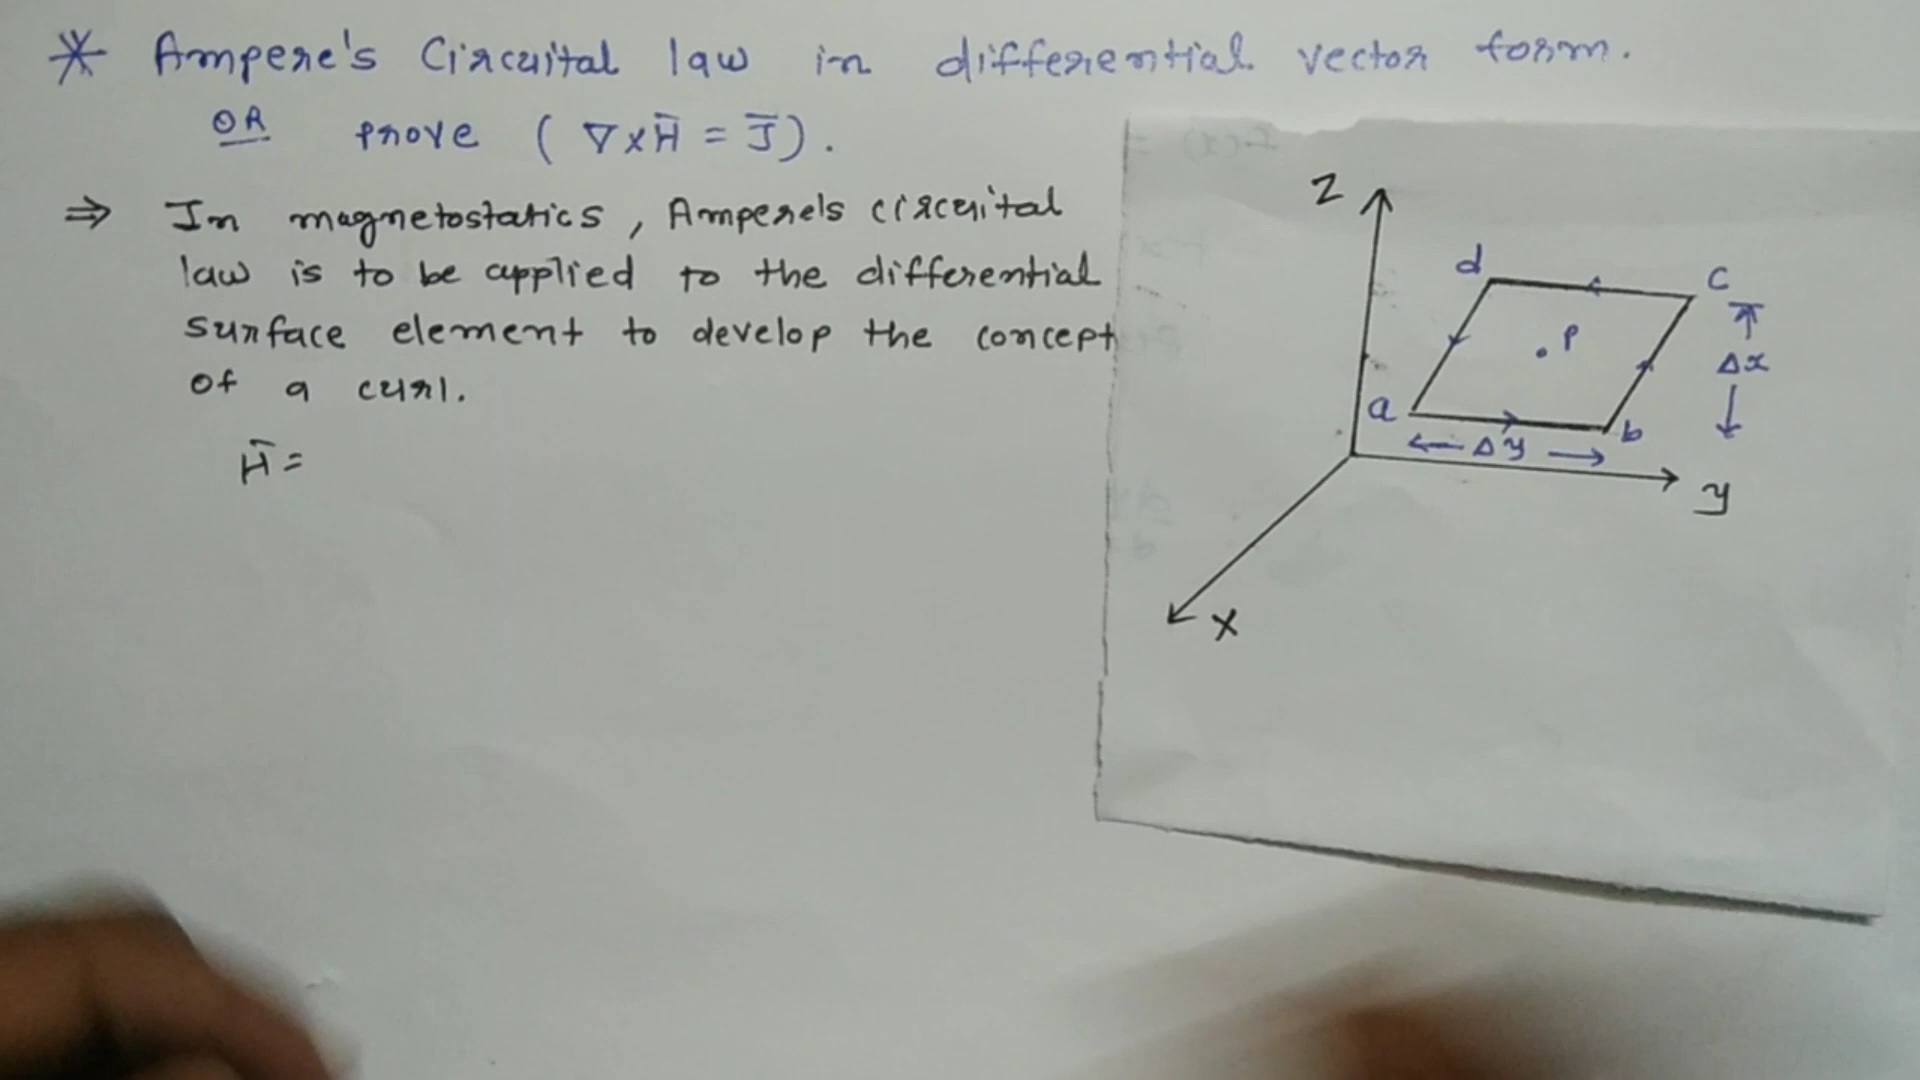 * Ampere's Circuital law in differential vector form.
OR prove ( ∇×H̄ = J̄ ).
⇒ In magnetostatics, Ampere's circuital
law is to be applied to the differential
surface element to develop the concept
of a curl.
H̄ =
z
d
c
p
Δx
a
b
Δy
y
x